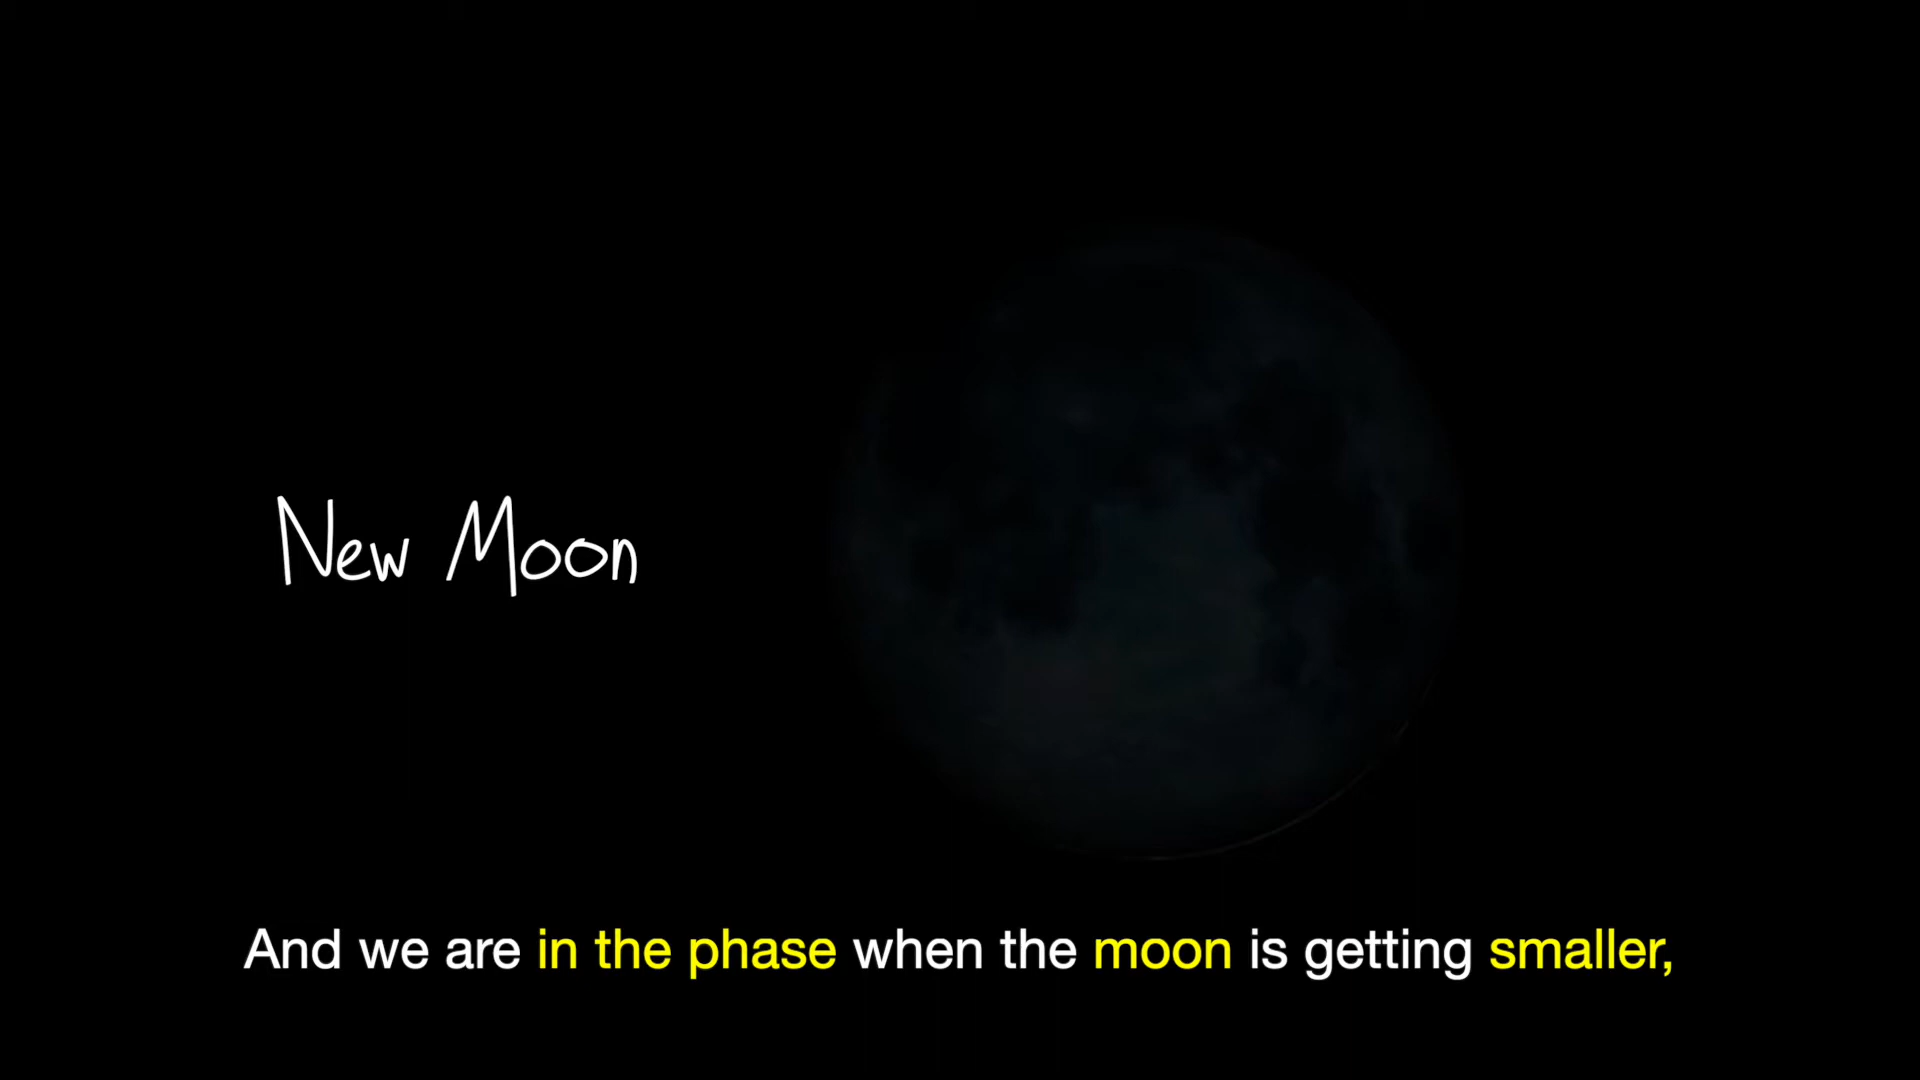 New Moon
And we are in the phase when the moon is getting smaller,